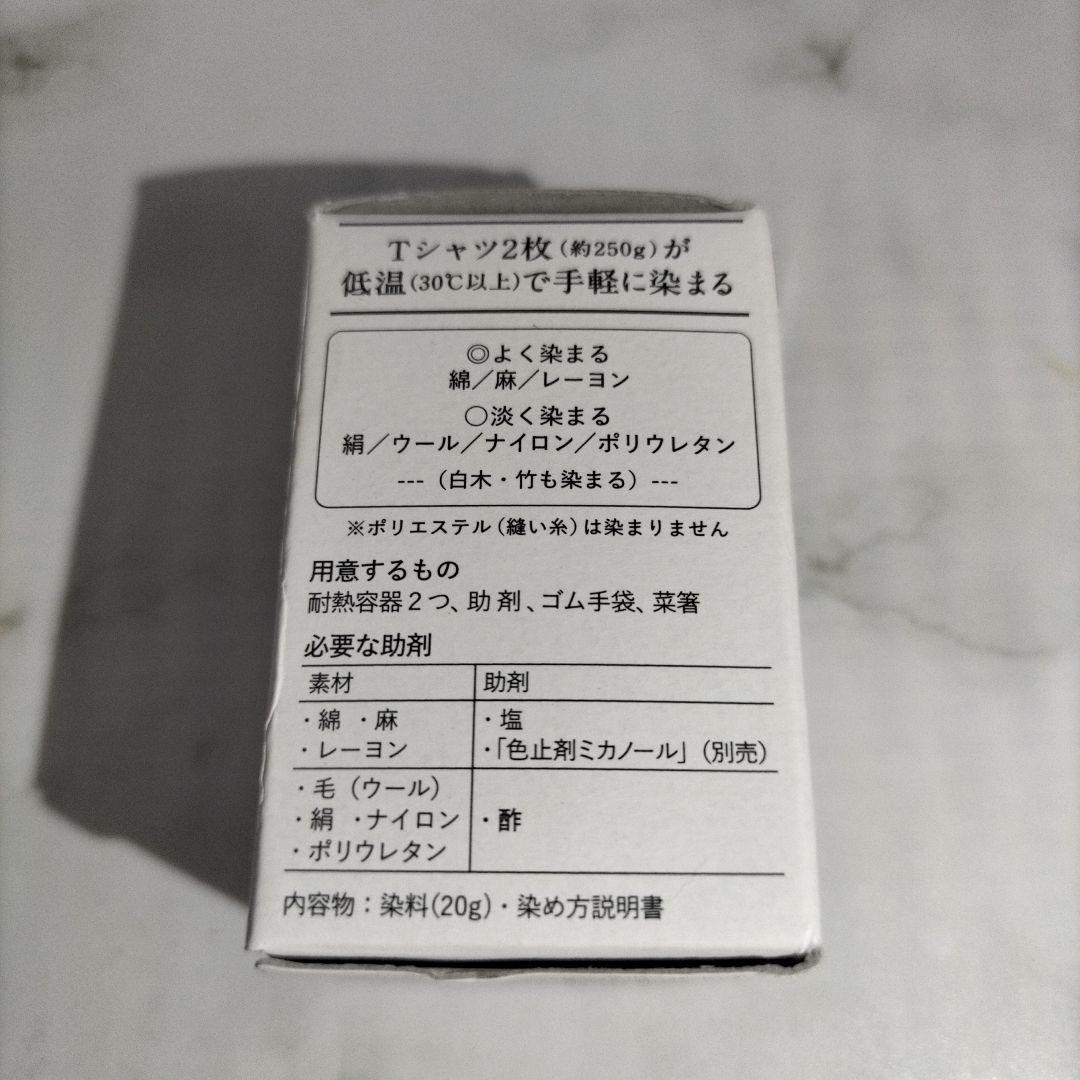 Tシャツ2枚(約250g)が
低温(30℃以上)で手軽に染まる
◎よく染まる
綿／麻／レーヨン
○淡く染まる
絹／ウール／ナイロン／ポリウレタン
---（白木・竹も染まる）---
※ポリエステル(縫い糸)は染まりません
用意するもの
耐熱容器2つ、助剤、ゴム手袋、菜箸
必要な助剤
素材 助剤
・綿 ・麻 ・塩
・レーヨン ・「色止剤ミカノール」(別売)
・毛（ウール）
・絹 ・ナイロン ・酢
・ポリウレタン
内容物：染料(20g)・染め方説明書